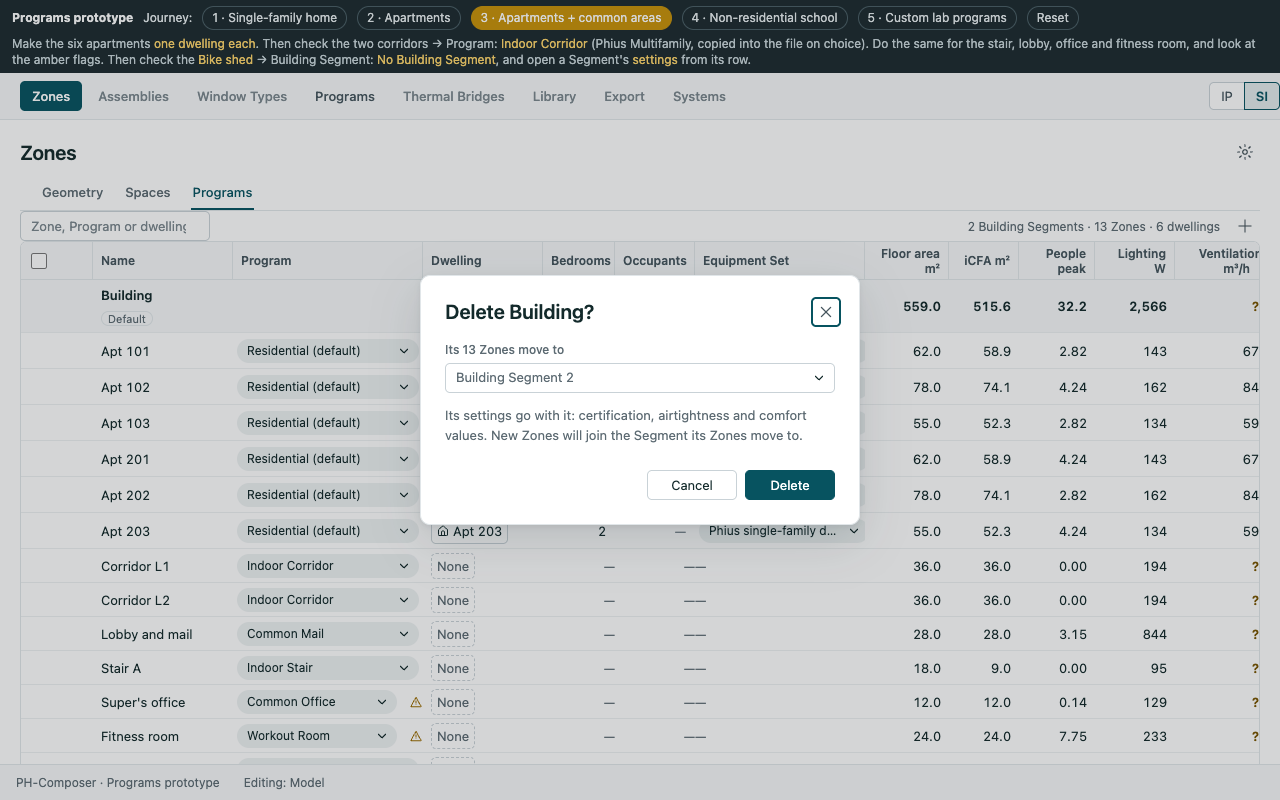 Programs prototype Journey: 1 · Single-family home 2 · Apartments 3 · Apartments + common areas 4 · Non-residential school 5 · Custom lab programs Reset
Make the six apartments one dwelling each. Then check the two corridors → Program: Indoor Corridor (Phius Multifamily, copied into the file on choice). Do the same for the stair, lobby, office and fitness room, and look at
the amber flags. Then check the Bike shed → Building Segment: No Building Segment, and open a Segment's settings from its row.
Zones Assemblies Window Types Programs Thermal Bridges Library Export Systems IP SI
Zones
Geometry Spaces Programs
Zone, Program or dwelling 2 Building Segments · 13 Zones · 6 dwellings
Name Program Dwelling Bedrooms Occupants Equipment Set Floor area m² iCFA m² People peak Lighting W Ventilation m³/h
Building 559.0 515.6 32.2 2,566 ?
Default
Delete Building?
Its 13 Zones move to
Building Segment 2
Its settings go with it: certification, airtightness and comfort
values. New Zones will join the Segment its Zones move to.
Cancel Delete
Apt 101 Residential (default) 62.0 58.9 2.82 143 67
Apt 102 Residential (default) 78.0 74.1 4.24 162 84
Apt 103 Residential (default) 55.0 52.3 2.82 134 59
Apt 201 Residential (default) 62.0 58.9 4.24 143 67
Apt 202 Residential (default) 78.0 74.1 2.82 162 84
Apt 203 Residential (default) Apt 203 2 — Phius single-family d... 55.0 52.3 4.24 134 59
Corridor L1 Indoor Corridor None — —— 36.0 36.0 0.00 194 ?
Corridor L2 Indoor Corridor None — —— 36.0 36.0 0.00 194 ?
Lobby and mail Common Mail None — —— 28.0 28.0 3.15 844 ?
Stair A Indoor Stair None — —— 18.0 9.0 0.00 95 ?
Super's office Common Office None — —— 12.0 12.0 0.14 129 ?
Fitness room Workout Room None — —— 24.0 24.0 7.75 233 ?
PH-Composer · Programs prototype Editing: Model